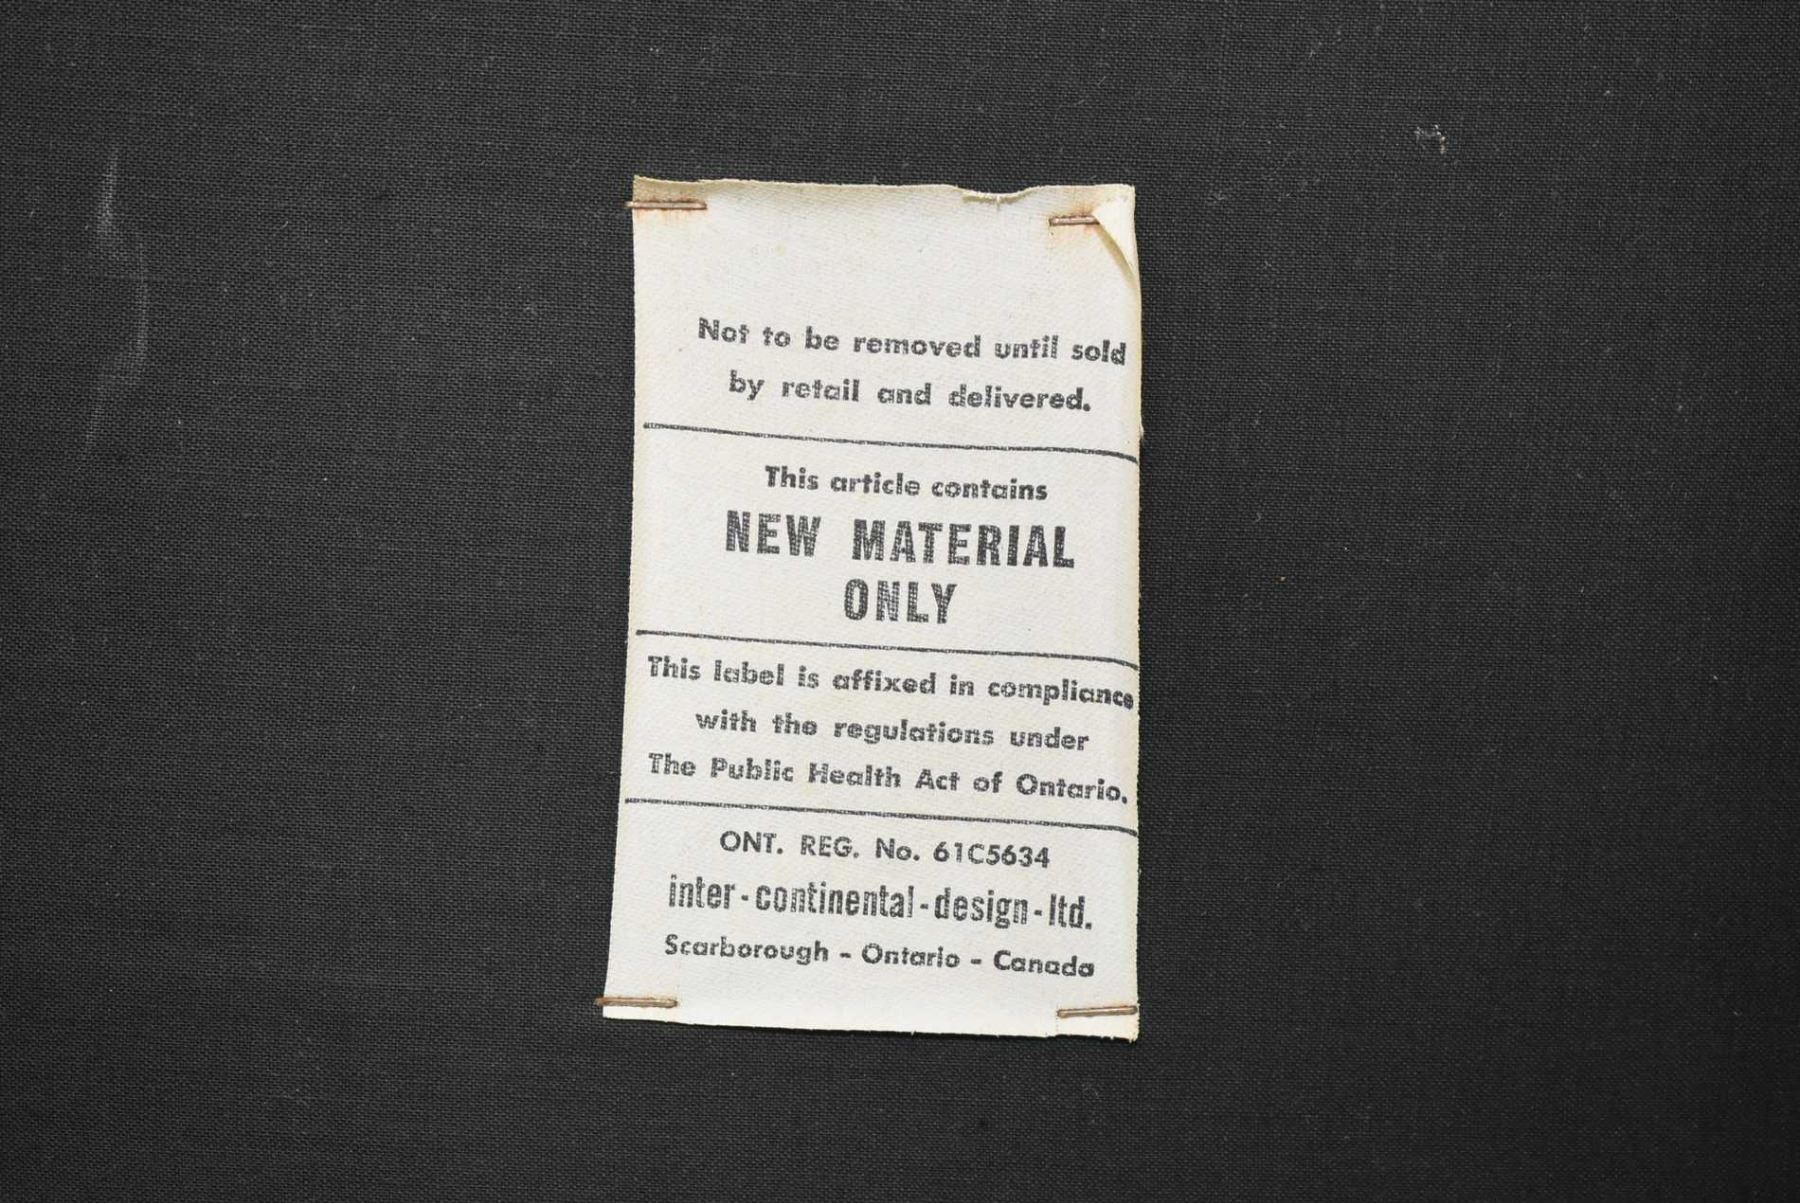 Not to be removed until sold
by retail and delivered.
This article contains
NEW MATERIAL
ONLY
This label is affixed in compliance
with the regulations under
The Public Health Act of Ontario.
ONT. REG. No. 61C5634
inter-continental-design-ltd.
Scarborough - Ontario - Canada